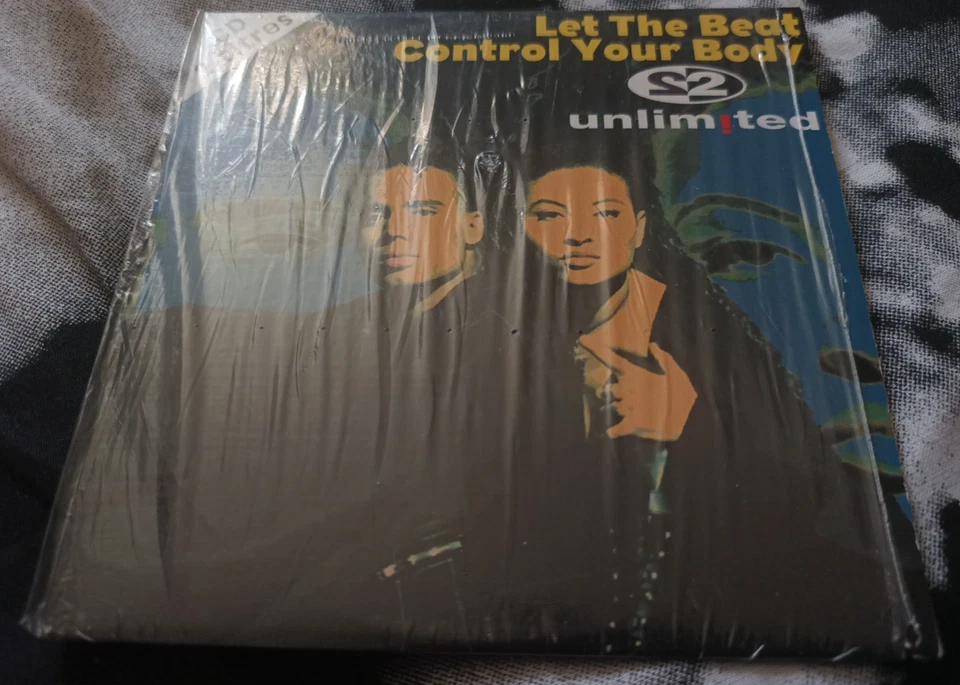 Let The Beat
Control Your Body
2
unlim!ted